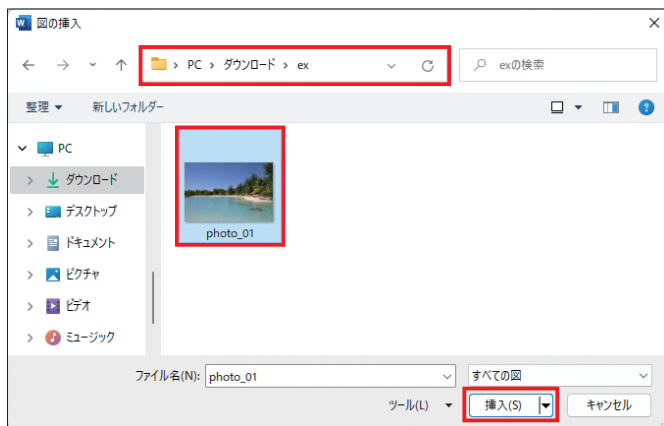 図の挿入
PC > ダウンロード > ex
exの検索
整理 新しいフォルダー
PC
ダウンロード
デスクトップ
ドキュメント
ピクチャ
ビデオ
ミュージック
photo_01
ファイル名(N): photo_01 すべての図
ツール(L) 挿入(S) キャンセル